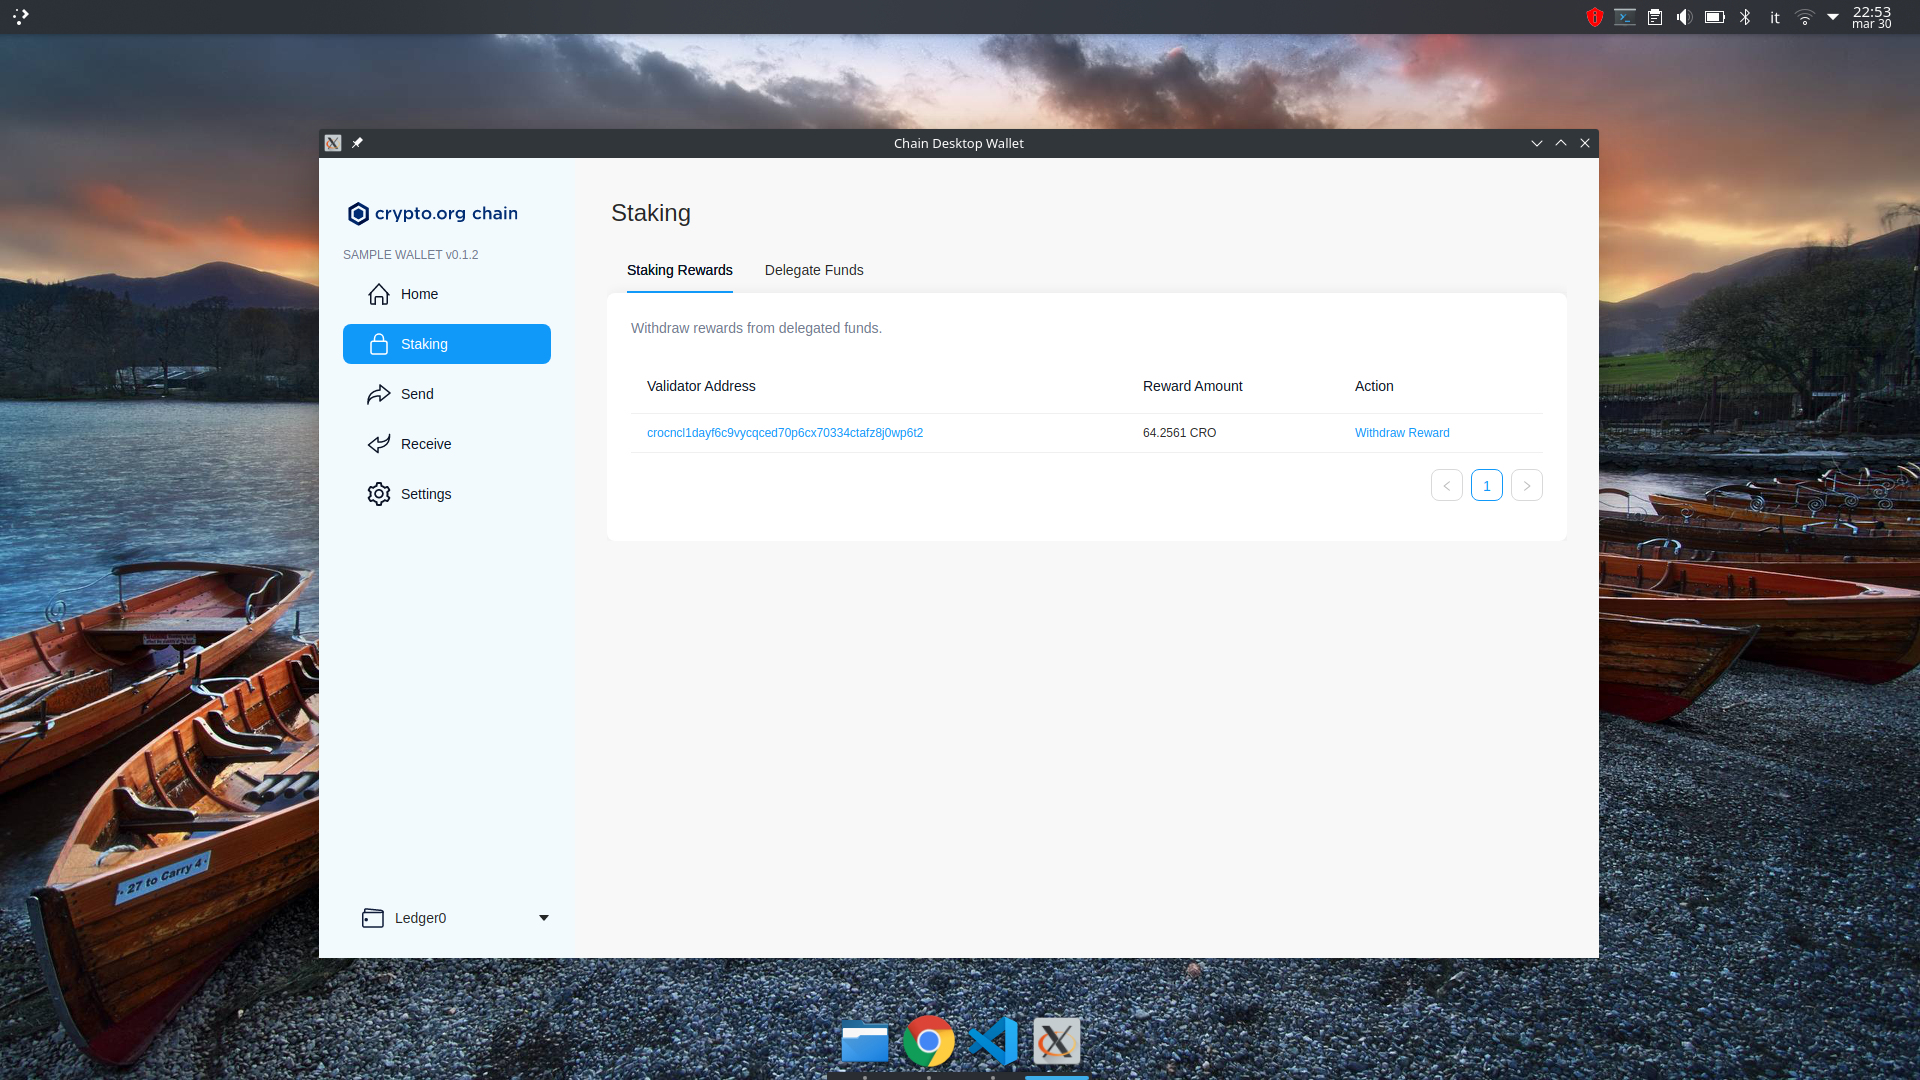 it
22:53
mar 30
Chain Desktop Wallet
crypto.org chain
SAMPLE WALLET v0.1.2
Home
Staking
Send
Receive
Settings
Ledger0
Staking
Staking Rewards
Delegate Funds
Withdraw rewards from delegated funds.
Validator Address
Reward Amount
Action
crocncl1dayf6c9vycqced70p6cx70334ctafz8j0wp6t2
64.2561 CRO
Withdraw Reward
1
27 to Carry 4